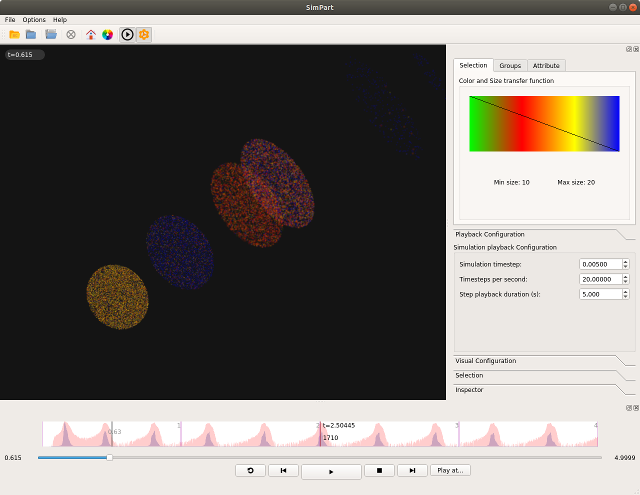 SimPart
File Options Help
t=0.615
Selection Groups Attribute
Color and Size transfer function
Min size: 10 Max size: 20
Playback Configuration
Simulation playback Configuration
Simulation timestep: 0.00500
Timesteps per second: 20.00000
Step playback duration (s): 5.000
Visual Configuration
Selection
Inspector
0.63 1 2 t=2.50445 3 4
1710
0.615 4.9999
Play at...